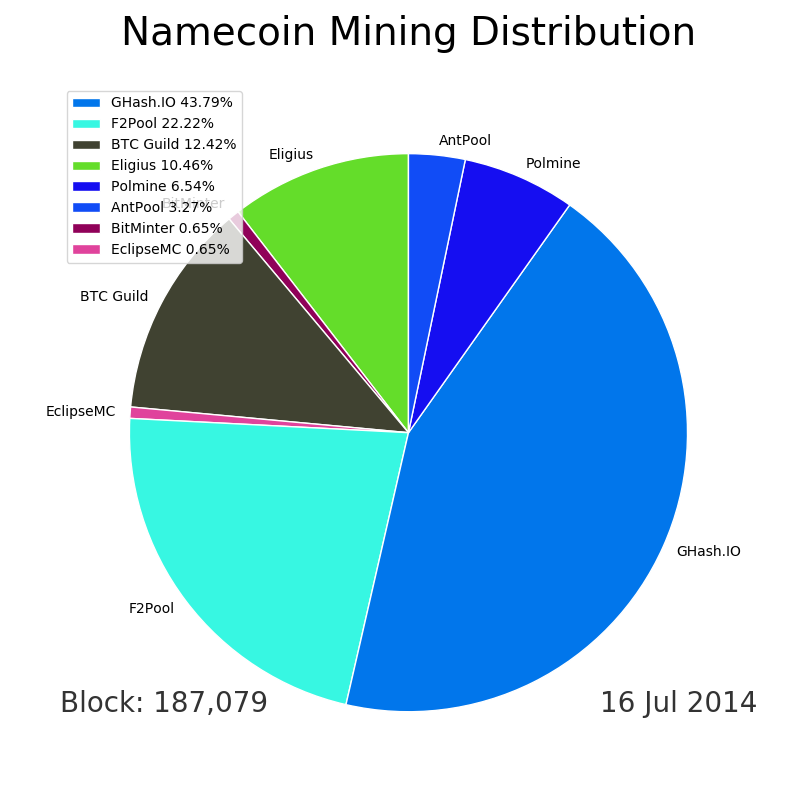 Namecoin Mining Distribution
GHash.IO 43.79%
F2Pool 22.22%
BTC Guild 12.42%
Eligius 10.46%
Polmine 6.54%
AntPool 3.27%
BitMinter 0.65%
EclipseMC 0.65%
AntPool
Polmine
Eligius
BitMinter
BTC Guild
EclipseMC
GHash.IO
F2Pool
Block: 187,079
16 Jul 2014